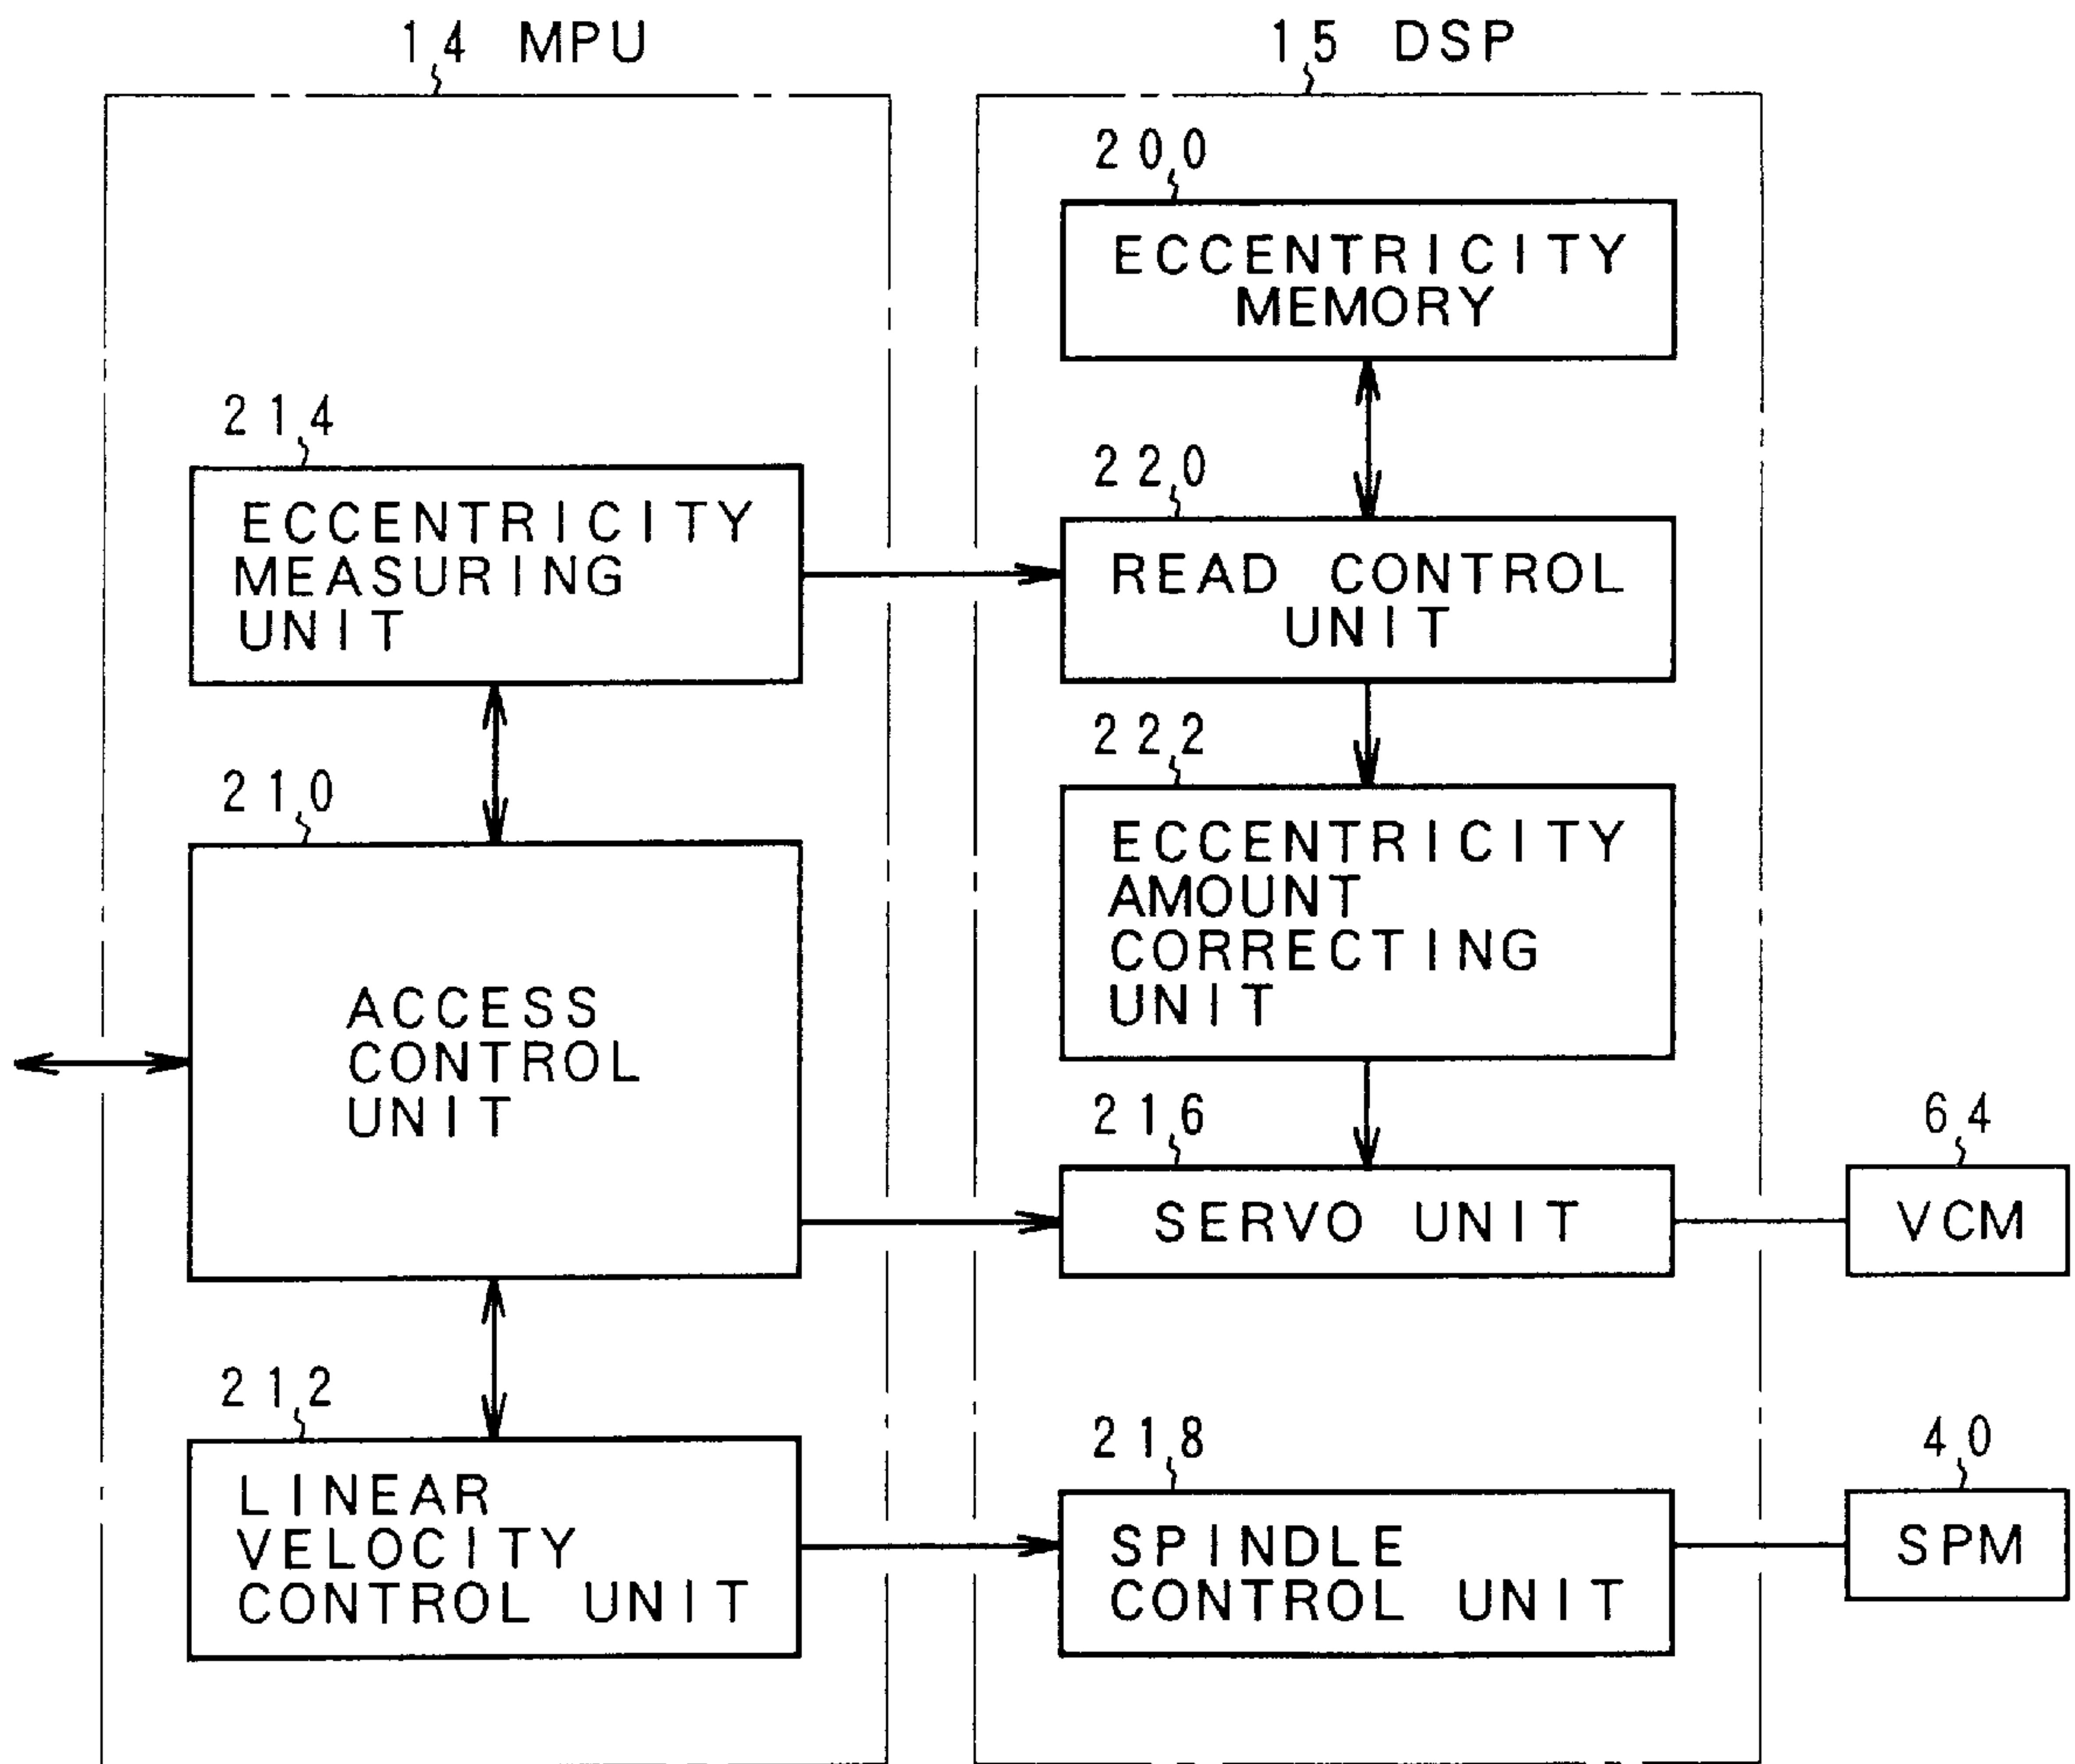 14 MPU
15 DSP
200
ECCENTRICITY
MEMORY
214
ECCENTRICITY
MEASURING
UNIT
220
READ CONTROL
UNIT
222
ECCENTRICITY
AMOUNT
CORRECTING
UNIT
210
ACCESS
CONTROL
UNIT
216
SERVO UNIT
64
VCM
212
LINEAR
VELOCITY
CONTROL UNIT
218
SPINDLE
CONTROL UNIT
40
SPM